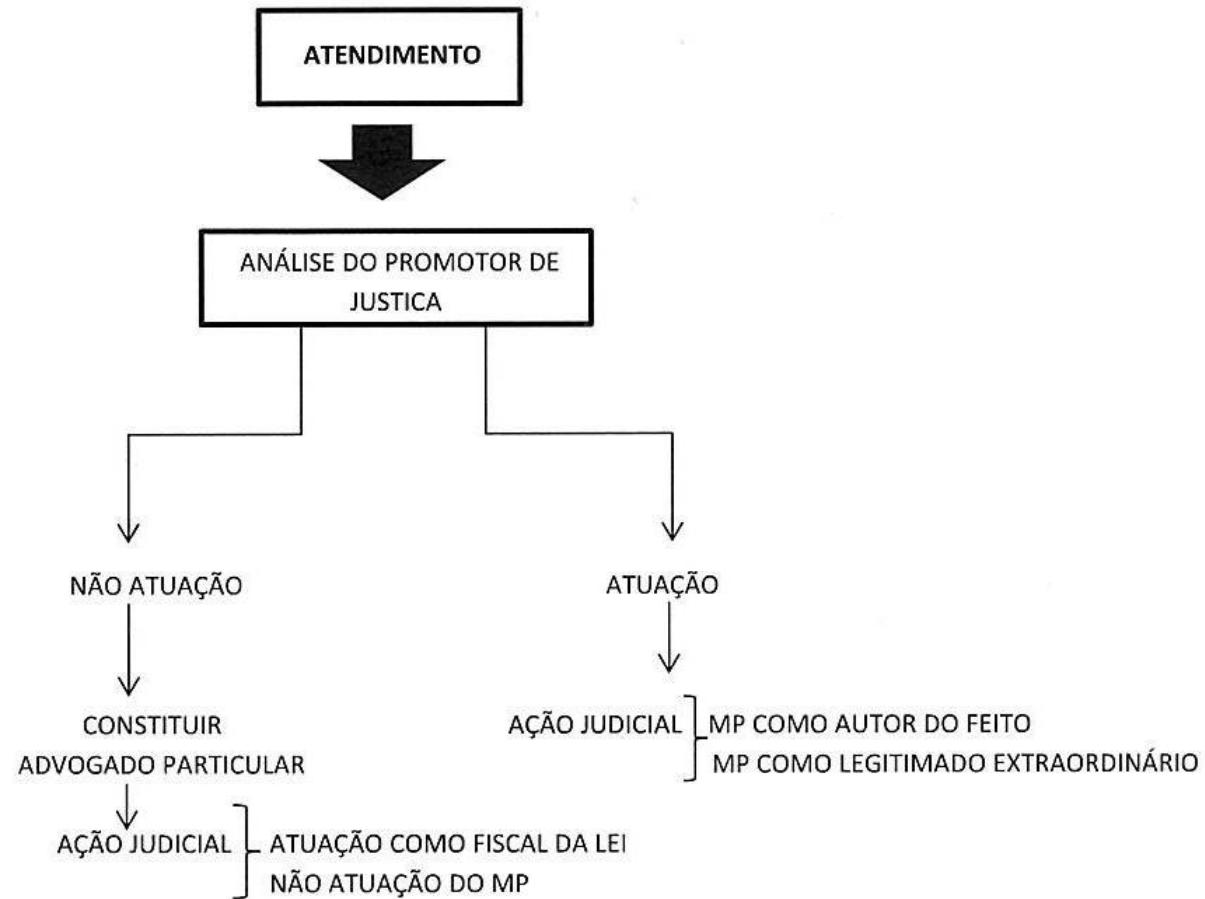 ATENDIMENTO
ANÁLISE DO PROMOTOR DE
JUSTICA
NÃO ATUAÇÃO
ATUAÇÃO
CONSTITUIR
ADVOGADO PARTICULAR
AÇÃO JUDICIAL
MP COMO AUTOR DO FEITO
MP COMO LEGITIMADO EXTRAORDINÁRIO
AÇÃO JUDICIAL
ATUAÇÃO COMO FISCAL DA LEI
NÃO ATUAÇÃO DO MP